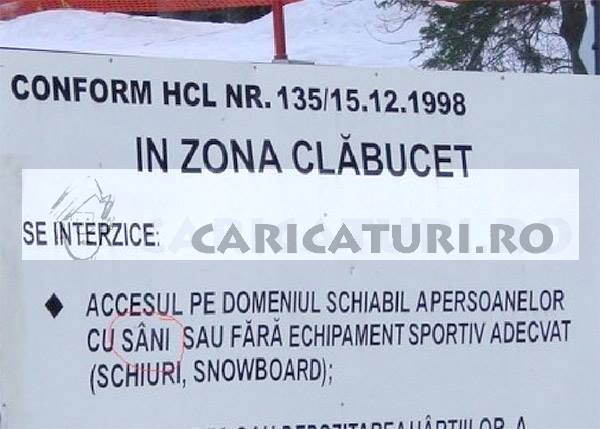 CONFORM HCL NR. 135/15.12.1998
IN ZONA CLĂBUCET
SE INTERZICE:
CARICATURI.RO
♦ ACCESUL PE DOMENIUL SCHIABIL APERSOANELOR
CU SÂNI SAU FĂRĂ ECHIPAMENT SPORTIV ADECVAT
(SCHIURI, SNOWBOARD);